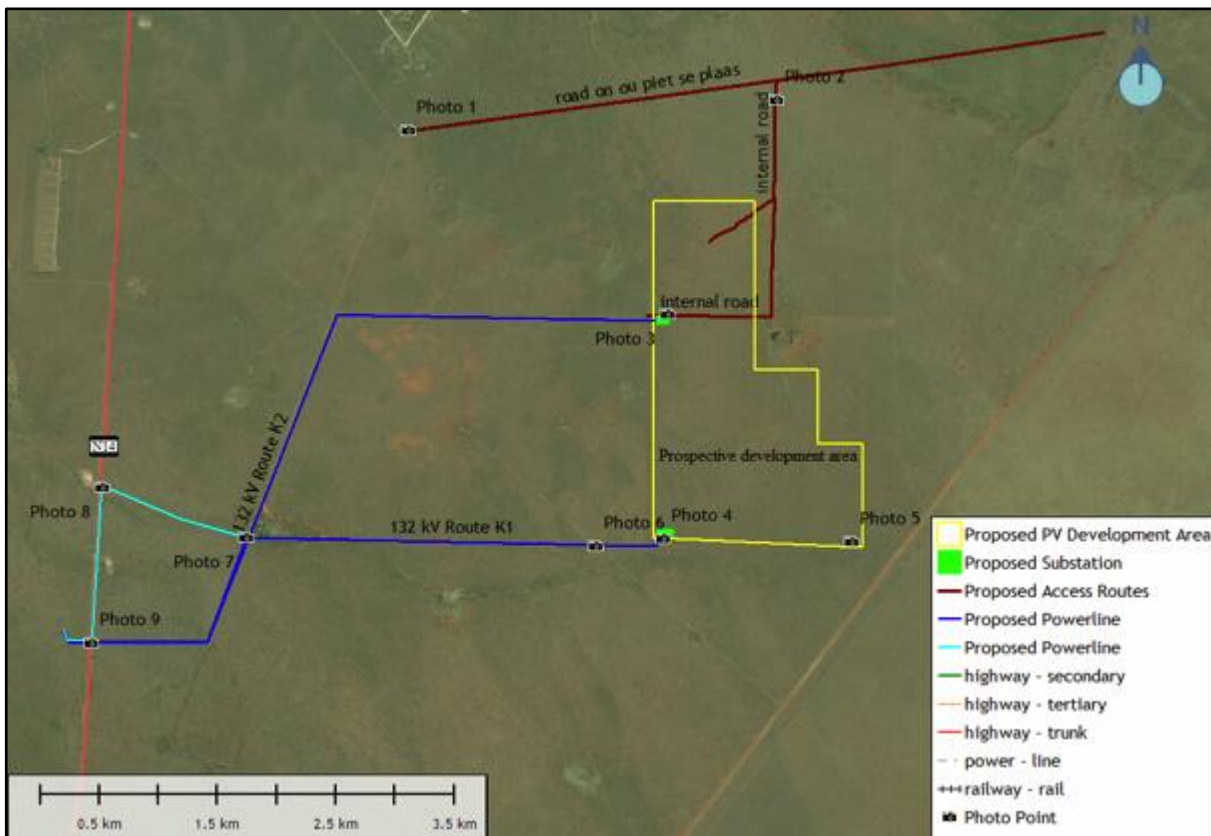 N
Photo 1
road on ou piet se plaas
Photo 2
internal road
internal road
Photo 3
132 kV Route K2
N14
Prospective development area
Photo 8
132 kV Route K1
Photo 6
Photo 4
Photo 5
Photo 7
Photo 9
Proposed PV Development Area
Proposed Substation
Proposed Access Routes
Proposed Powerline
Proposed Powerline
highway - secondary
highway - tertiary
highway - trunk
power - line
railway - rail
Photo Point
0.5 km
1.5 km
2.5 km
3.5 km